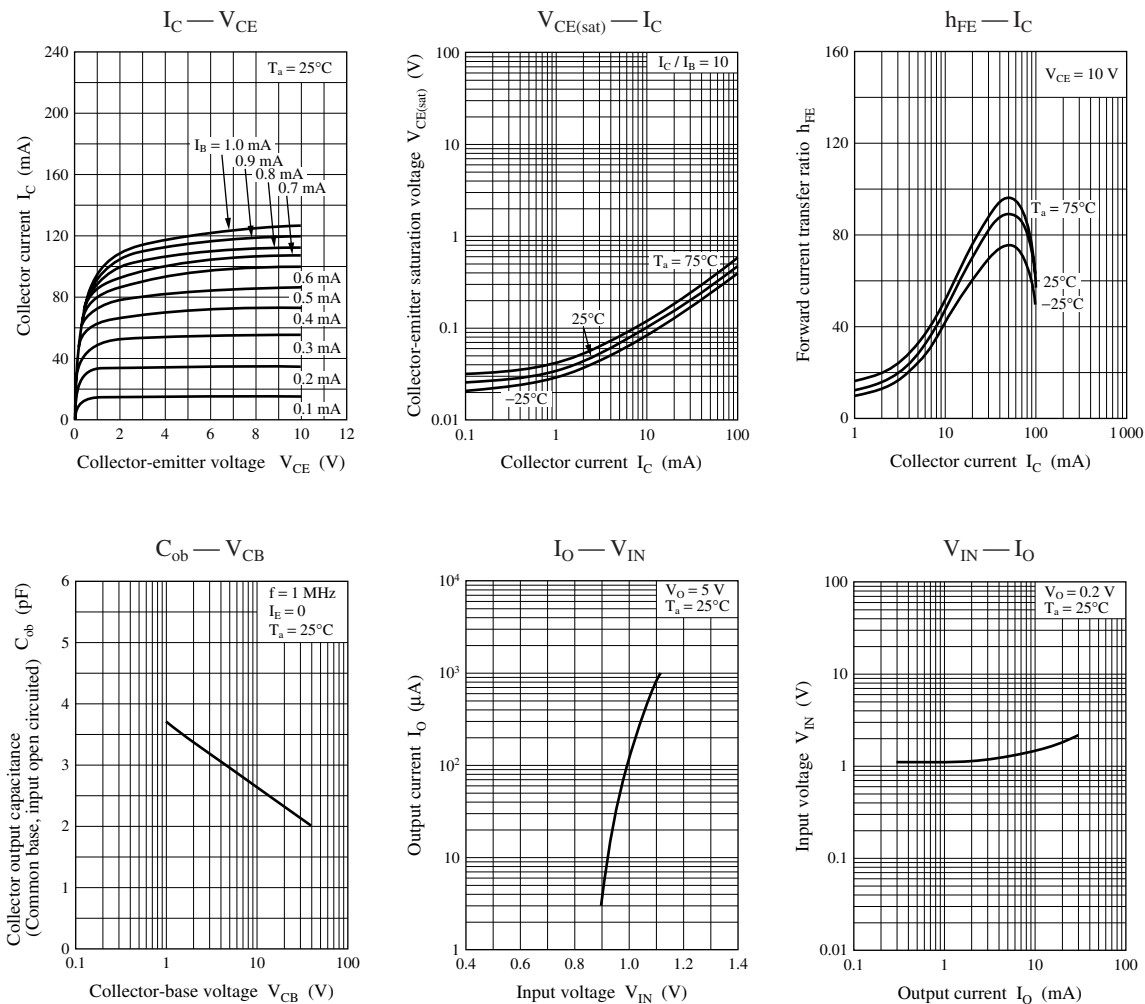 I_C — V_CE
240
200
160
120
80
40
0
0 2 4 6 8 10 12
Collector current I_C (mA)
Collector-emitter voltage V_CE (V)
T_a = 25°C
I_B = 1.0 mA
0.9 mA
0.8 mA
0.7 mA
0.6 mA
0.5 mA
0.4 mA
0.3 mA
0.2 mA
0.1 mA
V_CE(sat) — I_C
100
10
1
0.1
0.01
0.1 1 10 100
Collector-emitter saturation voltage V_CE(sat) (V)
Collector current I_C (mA)
I_C / I_B = 10
T_a = 75°C
25°C
–25°C
h_FE — I_C
160
120
80
40
0
1 10 100 1000
Forward current transfer ratio h_FE
Collector current I_C (mA)
V_CE = 10 V
T_a = 75°C
25°C
–25°C
C_ob — V_CB
6
5
4
3
2
1
0
0.1 1 10 100
Collector output capacitance C_ob (pF)
(Common base, input open circuited)
Collector-base voltage V_CB (V)
f = 1 MHz
I_E = 0
T_a = 25°C
I_O — V_IN
10⁴
10³
10²
10
1
0.4 0.6 0.8 1.0 1.2 1.4
Output current I_O (μA)
Input voltage V_IN (V)
V_O = 5 V
T_a = 25°C
V_IN — I_O
100
10
1
0.1
0.01
0.1 1 10 100
Input voltage V_IN (V)
Output current I_O (mA)
V_O = 0.2 V
T_a = 25°C